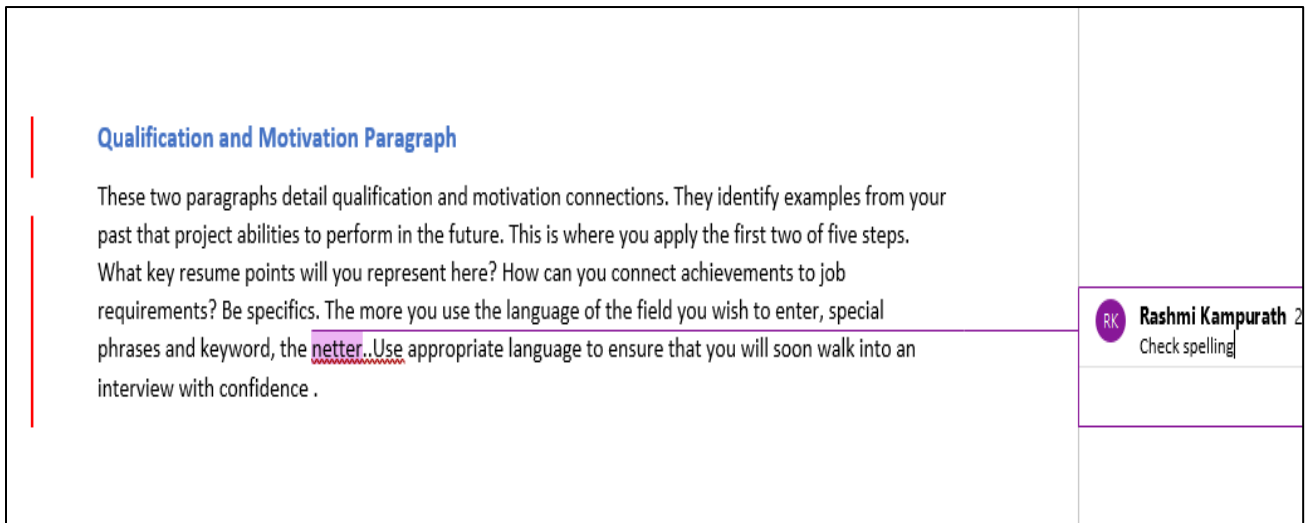 Qualification and Motivation Paragraph
These two paragraphs detail qualification and motivation connections. They identify examples from your
past that project abilities to perform in the future. This is where you apply the first two of five steps.
What key resume points will you represent here? How can you connect achievements to job
requirements? Be specifics. The more you use the language of the field you wish to enter, special
phrases and keyword, the netter..Use appropriate language to ensure that you will soon walk into an
interview with confidence .
RK
Rashmi Kampurath 2
Check spelling